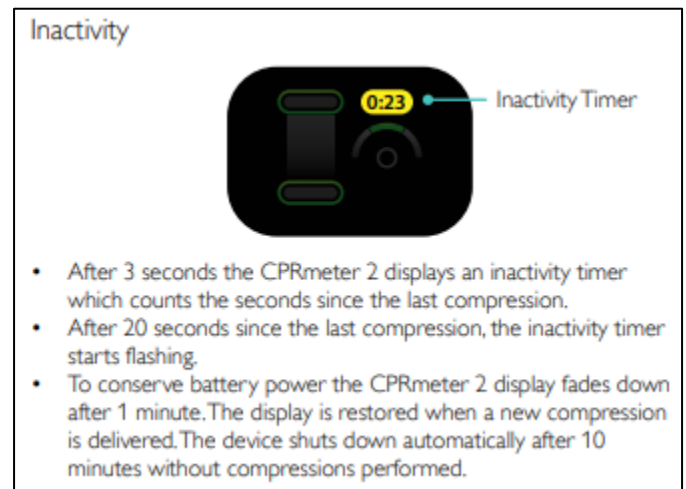 Inactivity
0:23
Inactivity Timer
• After 3 seconds the CPRmeter 2 displays an inactivity timer
which counts the seconds since the last compression.
• After 20 seconds since the last compression, the inactivity timer
starts flashing.
• To conserve battery power the CPRmeter 2 display fades down
after 1 minute. The display is restored when a new compression
is delivered. The device shuts down automatically after 10
minutes without compressions performed.